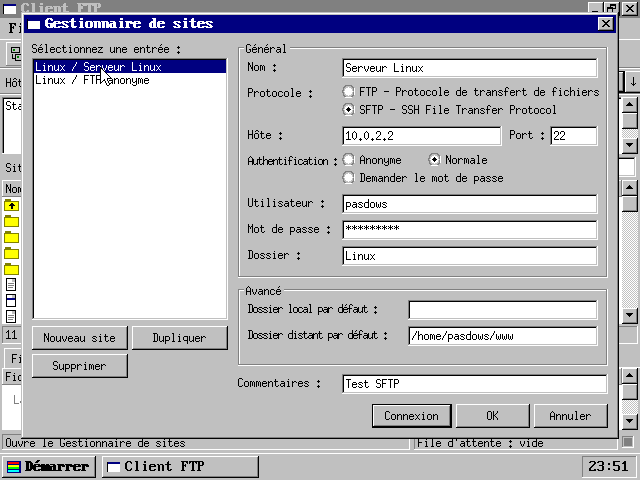 Client FTP
Gestionnaire de sites
Sélectionnez une entrée :
Linux / Serveur Linux
Linux / FTP anonyme
Nouveau site
Dupliquer
Supprimer
Général
Nom :
Serveur Linux
Protocole :
FTP - Protocole de transfert de fichiers
SFTP - SSH File Transfer Protocol
Hôte :
10.0.2.2
Port :
22
Authentification :
Anonyme
Normale
Demander le mot de passe
Utilisateur :
pasdows
Mot de passe :
*********
Dossier :
Linux
Avancé
Dossier local par défaut :
Dossier distant par défaut :
/home/pasdows/www
Commentaires :
Test SFTP
Connexion
OK
Annuler
11
Ouvre le Gestionnaire de sites
File d'attente : vide
Démarrer
Client FTP
23:51